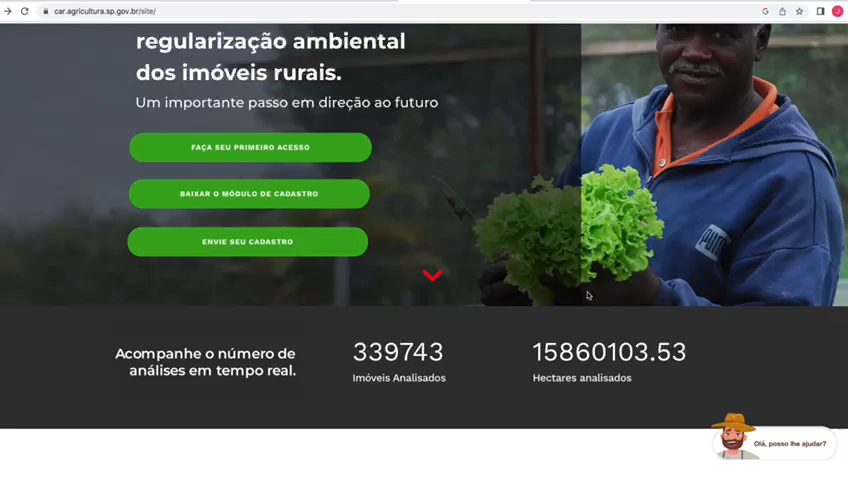 car.agricultura.sp.gov.br/site/
G
J
regularização ambiental
dos imóveis rurais.
Um importante passo em direção ao futuro
FAÇA SEU PRIMEIRO ACESSO
BAIXAR O MÓDULO DE CADASTRO
ENVIE SEU CADASTRO
PUMA
Acompanhe o número de
análises em tempo real.
339743
Imóveis Analisados
15860103.53
Hectares analisados
Olá, posso lhe ajudar?